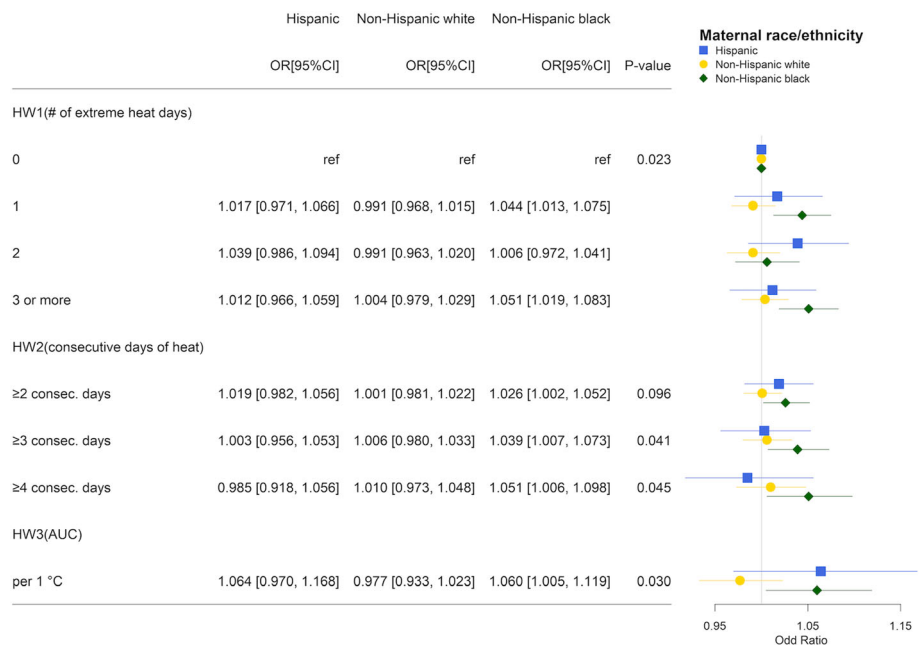 Hispanic Non-Hispanic white Non-Hispanic black
OR[95%CI] OR[95%CI] OR[95%CI] P-value
HW1(# of extreme heat days)
0 ref ref ref 0.023
1 1.017 [0.971, 1.066] 0.991 [0.968, 1.015] 1.044 [1.013, 1.075]
2 1.039 [0.986, 1.094] 0.991 [0.963, 1.020] 1.006 [0.972, 1.041]
3 or more 1.012 [0.966, 1.059] 1.004 [0.979, 1.029] 1.051 [1.019, 1.083]
HW2(consecutive days of heat)
≥2 consec. days 1.019 [0.982, 1.056] 1.001 [0.981, 1.022] 1.026 [1.002, 1.052] 0.096
≥3 consec. days 1.003 [0.956, 1.053] 1.006 [0.980, 1.033] 1.039 [1.007, 1.073] 0.041
≥4 consec. days 0.985 [0.918, 1.056] 1.010 [0.973, 1.048] 1.051 [1.006, 1.098] 0.045
HW3(AUC)
per 1 °C 1.064 [0.970, 1.168] 0.977 [0.933, 1.023] 1.060 [1.005, 1.119] 0.030
Maternal race/ethnicity
Hispanic
Non-Hispanic white
Non-Hispanic black
0.95 1.05 1.15
Odd Ratio